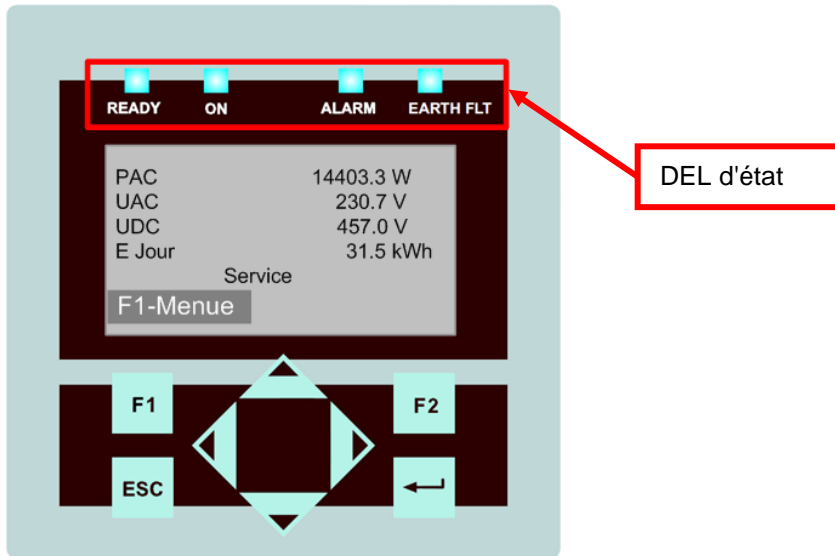 READY ON ALARM EARTH FLT
DEL d'état
PAC 14403.3 W
UAC 230.7 V
UDC 457.0 V
E Jour 31.5 kWh
Service
F1-Menue
F1 F2
ESC